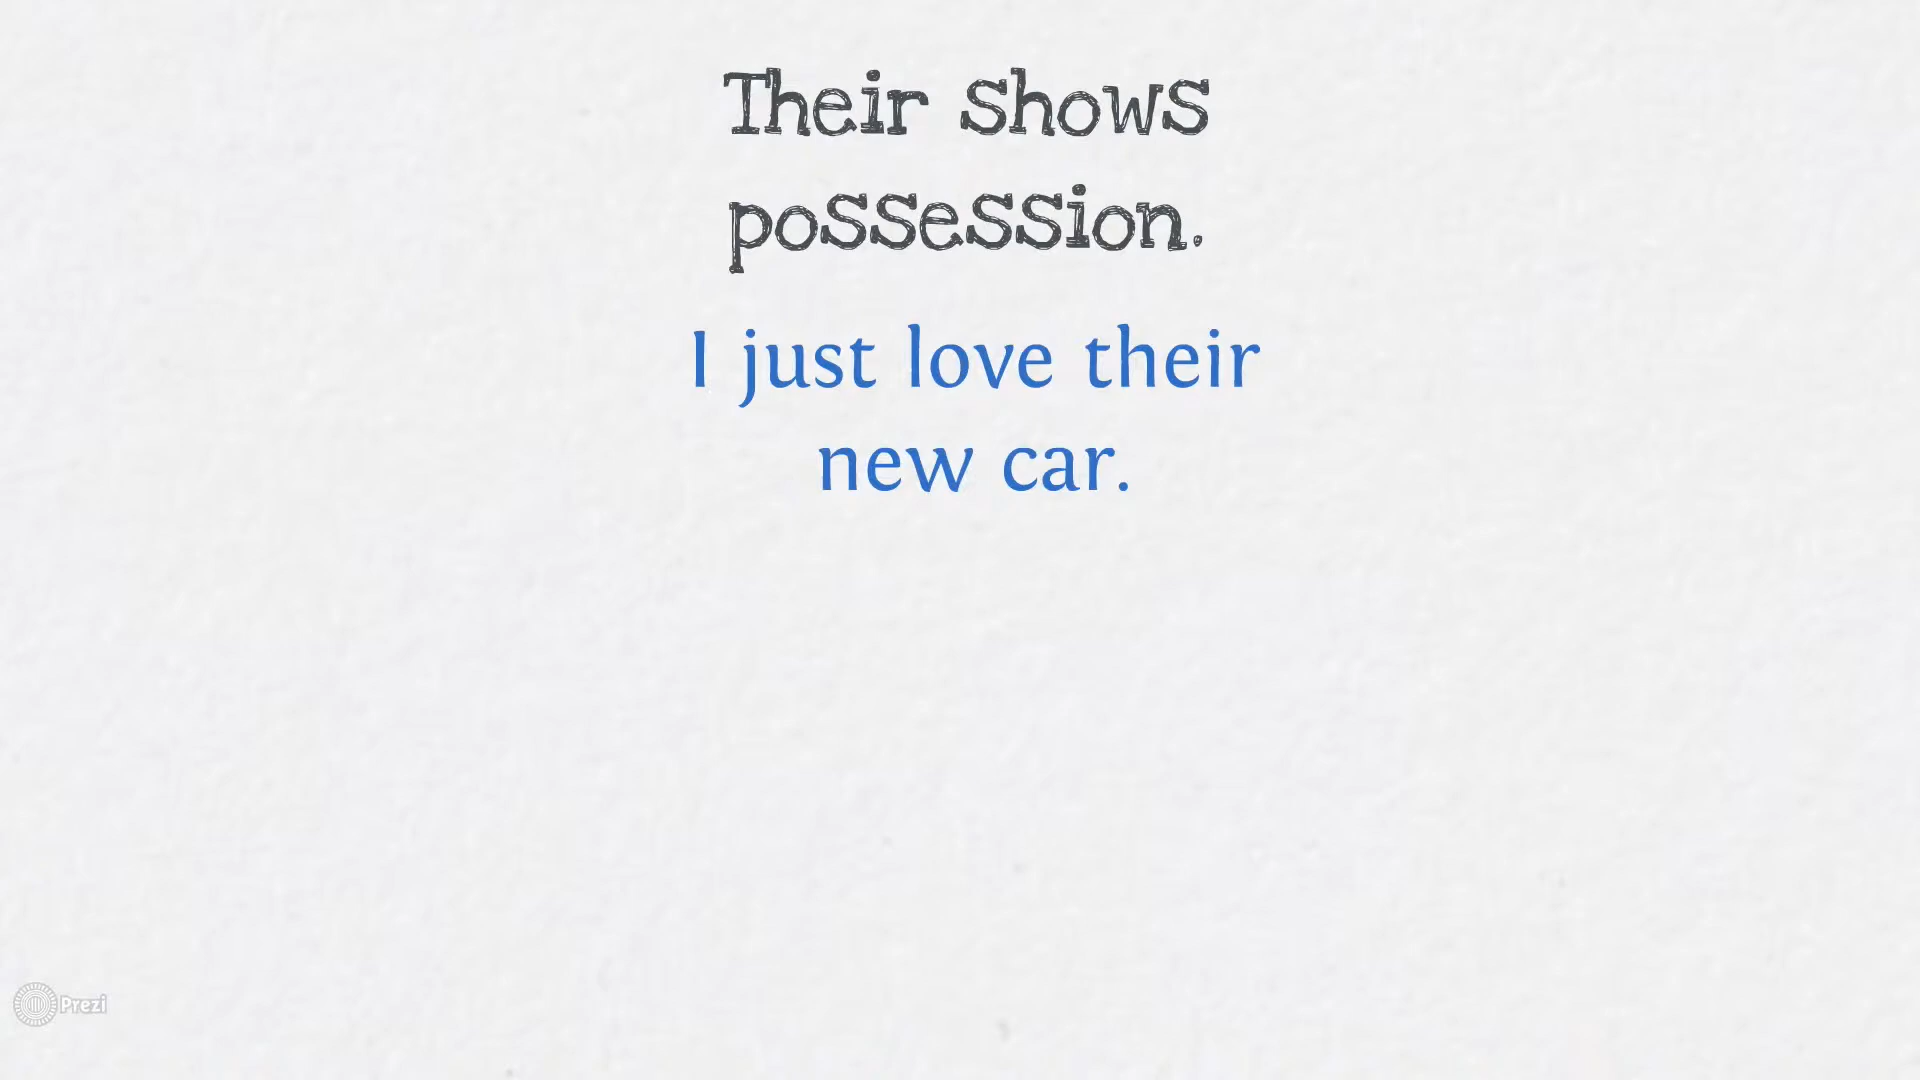 Their shows
possession.
I just love their
new car.
Prezi